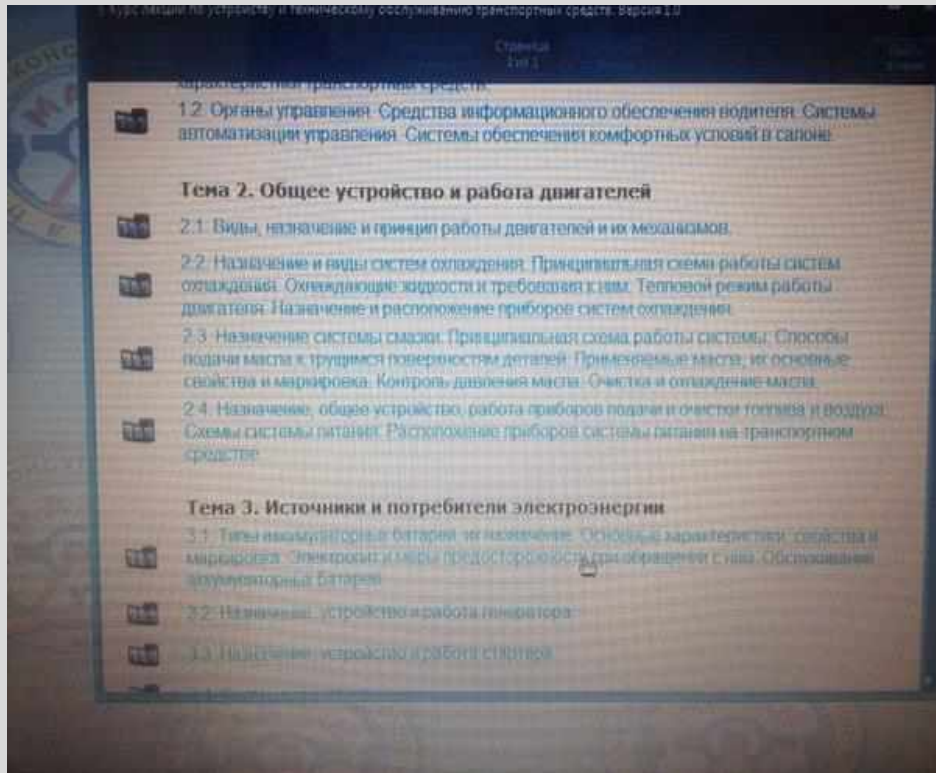 Курс лекций по устройству и техническому обслуживанию транспортных средств. Версия 1.0
Страница
1 из 1
характеристики транспортных средств.
1.2. Органы управления. Средства информационного обеспечения водителя. Системы
автоматизации управления. Системы обеспечения комфортных условий в салоне.
Тема 2. Общее устройство и работа двигателей
2.1. Виды, назначение и принцип работы двигателей и их механизмов.
2.2. Назначение и виды систем охлаждения. Принципиальная схема работы систем
охлаждения. Охлаждающие жидкости и требования к ним. Тепловой режим работы
двигателя. Назначение и расположение приборов систем охлаждения.
2.3. Назначение системы смазки. Принципиальная схема работы системы. Способы
подачи масла к трущимся поверхностям деталей. Применяемые масла, их основные
свойства и маркировка. Контроль давления масла. Очистка и охлаждение масла.
2.4. Назначение, общее устройство, работа приборов подачи и очистки топлива и воздуха.
Схемы системы питания. Расположение приборов системы питания на транспортном
средстве.
Тема 3. Источники и потребители электроэнергии
3.1. Типы аккумуляторных батарей, их назначение. Основные характеристики, свойства и
маркировка. Электролит и меры предосторожности при обращении с ним. Обслуживание
аккумуляторных батарей.
3.2. Назначение, устройство и работа генератора.
3.3. Назначение, устройство и работа стартера.